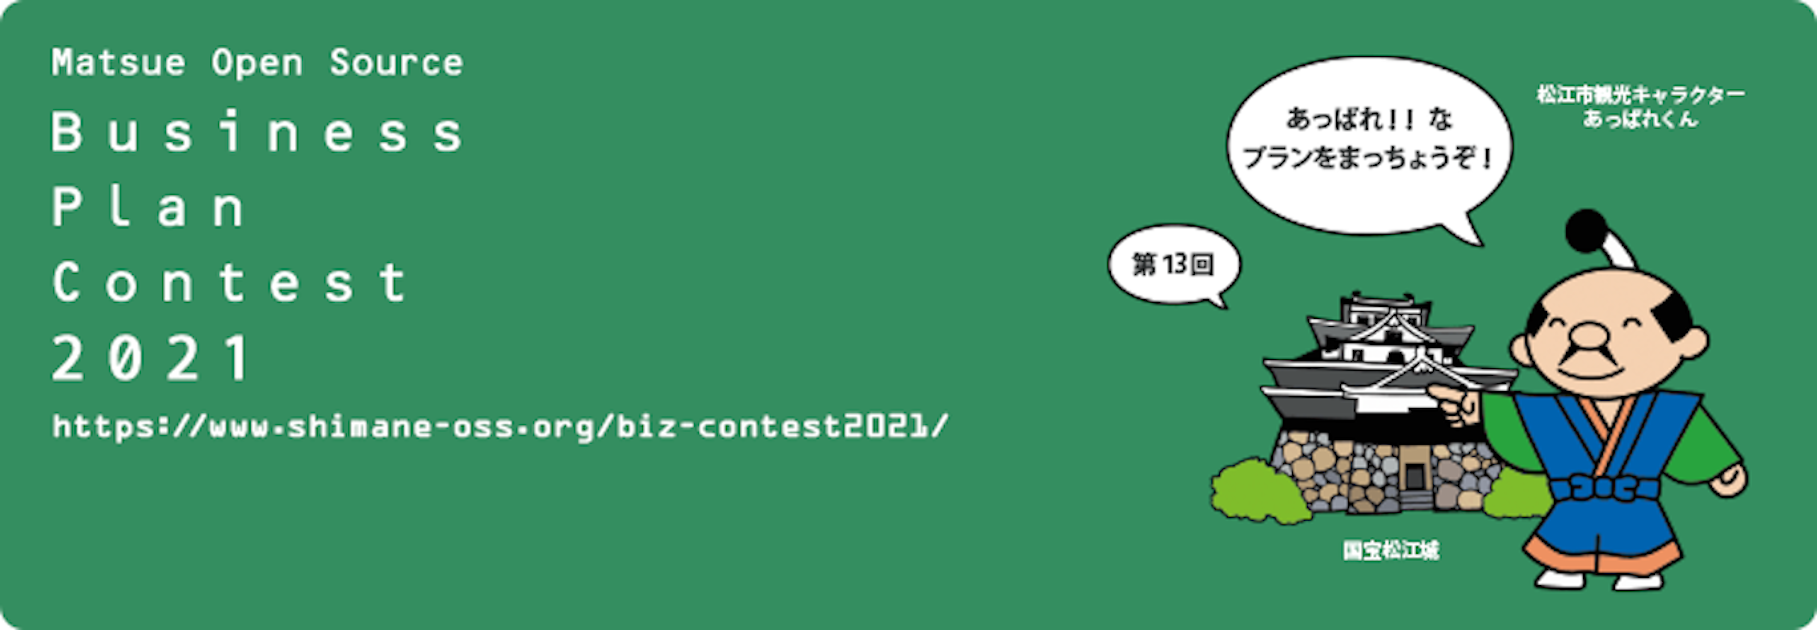 Matsue Open Source
Business
Plan
Contest
2021
https://www.shimane-oss.org/biz-contest2021/
あっぱれ!! な
プランをまっちょうぞ!
松江市観光キャラクター
あっぱれくん
第13回
国宝松江城